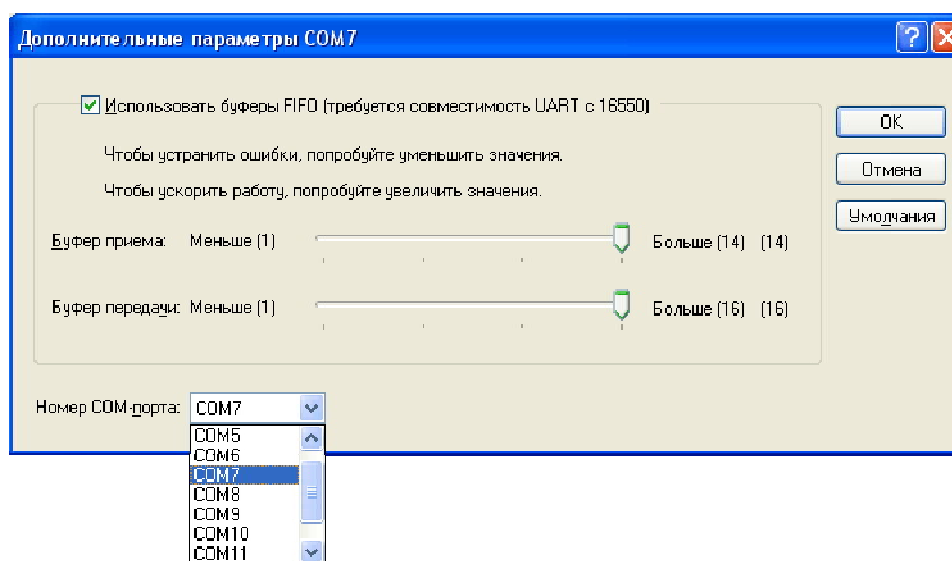 Дополнительные параметры COM7
Использовать буферы FIFO (требуется совместимость UART с 16550)
OK
Чтобы устранить ошибки, попробуйте уменьшить значения.
Отмена
Чтобы ускорить работу, попробуйте увеличить значения.
Умолчания
Буфер приема: Меньше (1) Больше (14) (14)
Буфер передачи: Меньше (1) Больше (16) (16)
Номер COM-порта: COM7
COM5
COM6
COM7
COM8
COM9
COM10
COM11